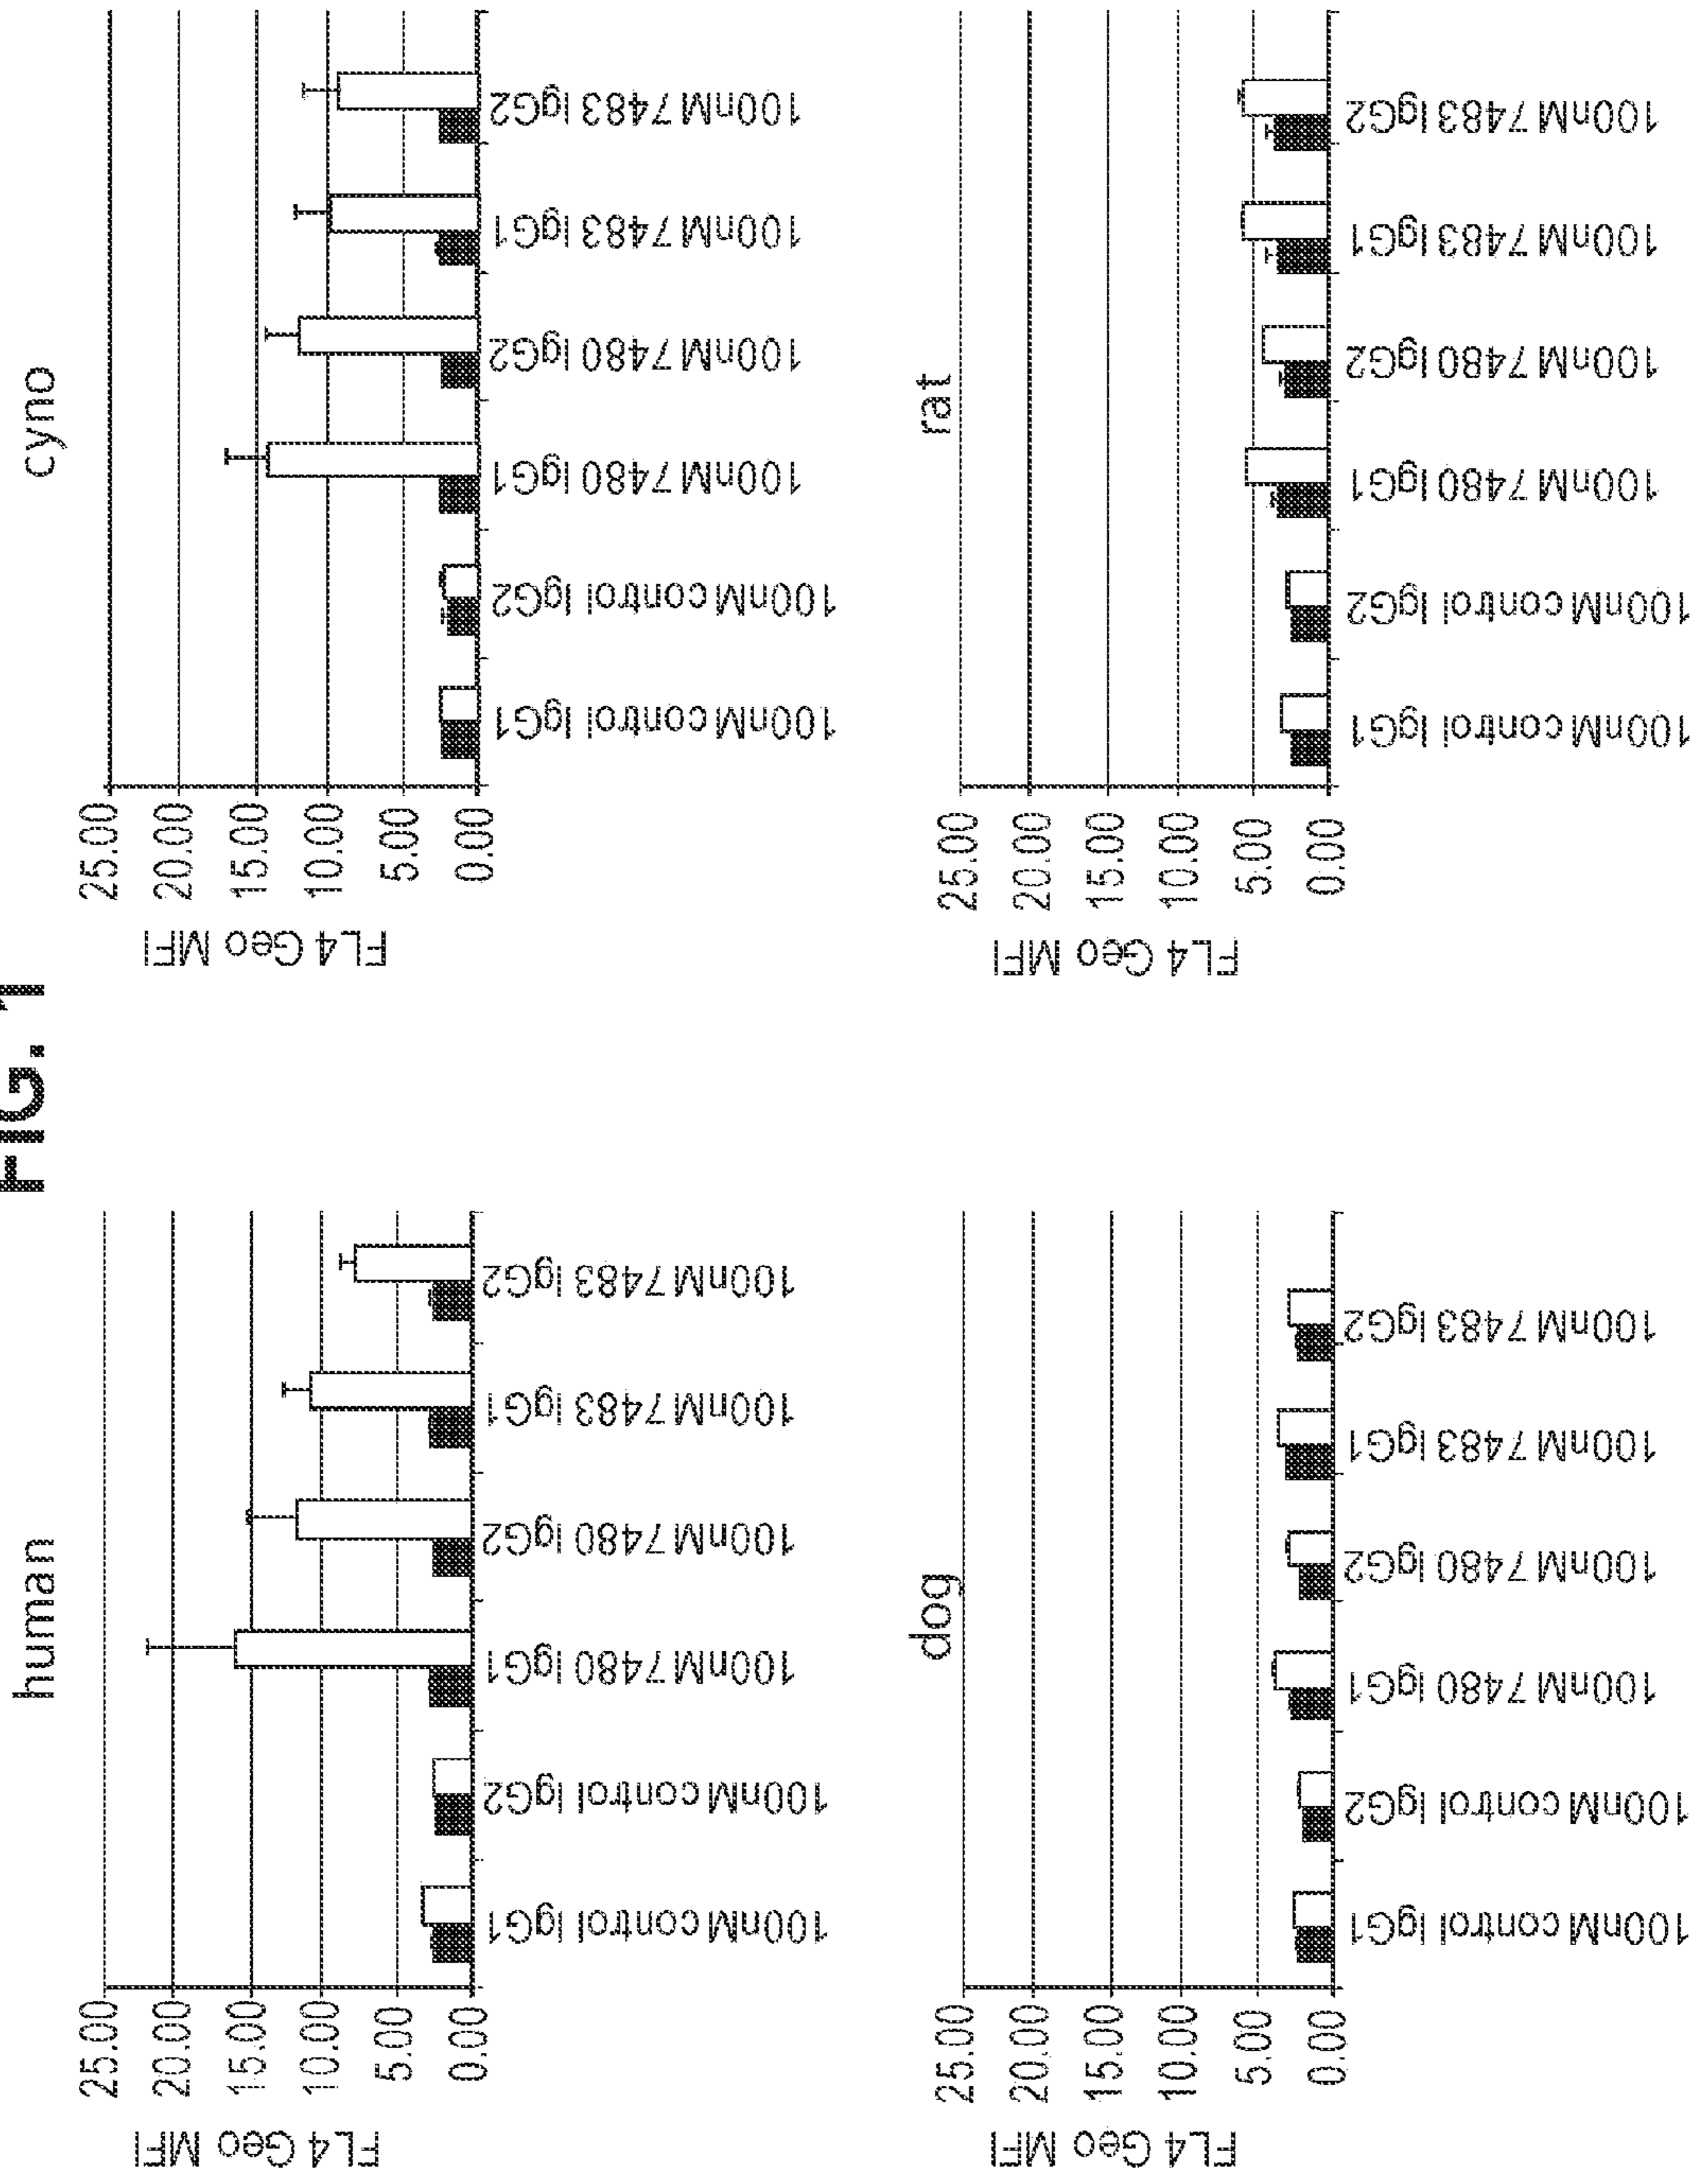 FIG. 1
human
FL4 Geo MFI
25.00
20.00
15.00
10.00
5.00
0.00
100nM control IgG1
100nM control IgG2
100nM 7480 IgG1
100nM 7480 IgG2
100nM 7483 IgG1
100nM 7483 IgG2
cyno
FL4 Geo MFI
25.00
20.00
15.00
10.00
5.00
0.00
100nM control IgG1
100nM control IgG2
100nM 7480 IgG1
100nM 7480 IgG2
100nM 7483 IgG1
100nM 7483 IgG2
dog
FL4 Geo MFI
25.00
20.00
15.00
10.00
5.00
0.00
100nM control IgG1
100nM control IgG2
100nM 7480 IgG1
100nM 7480 IgG2
100nM 7483 IgG1
100nM 7483 IgG2
rat
FL4 Geo MFI
25.00
20.00
15.00
10.00
5.00
0.00
100nM control IgG1
100nM control IgG2
100nM 7480 IgG1
100nM 7480 IgG2
100nM 7483 IgG1
100nM 7483 IgG2